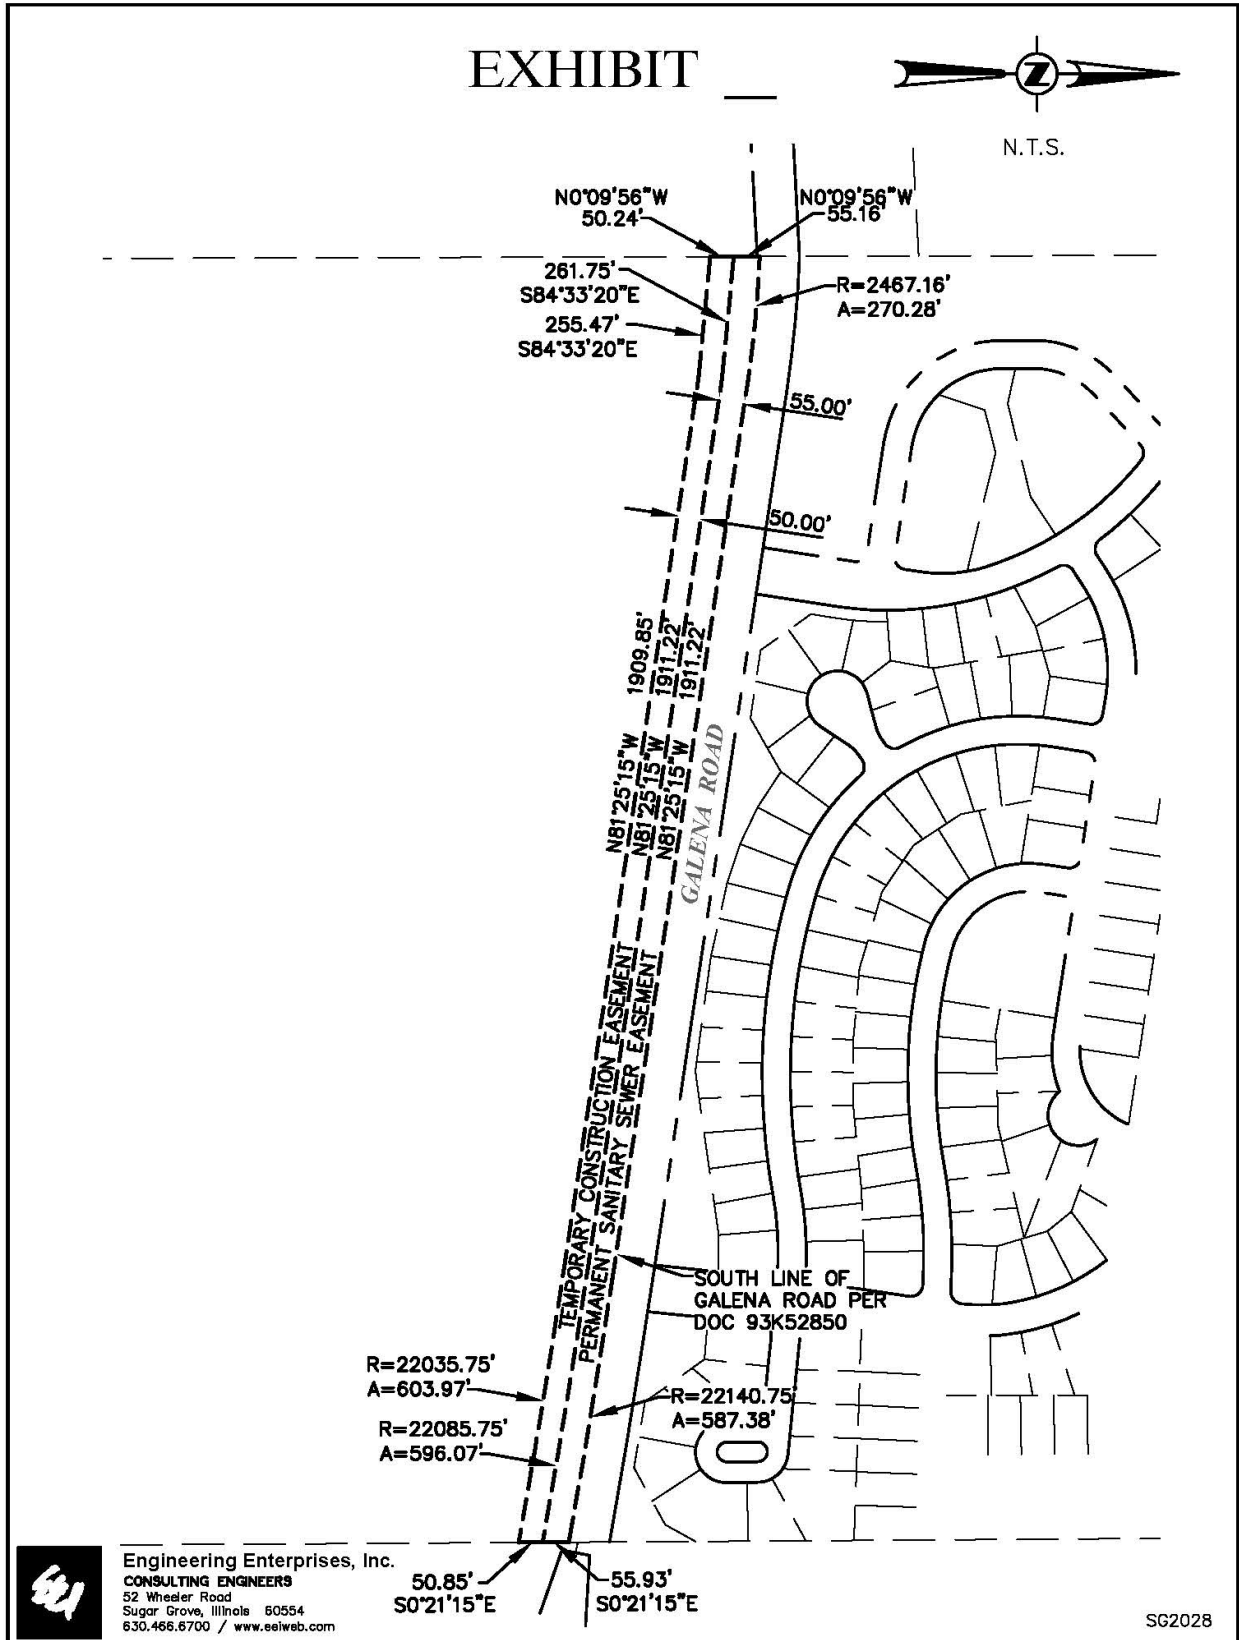 EXHIBIT __
Z
N.T.S.
N0°09'56"W
50.24'
N0°09'56"W
55.16'
261.75'
S84°33'20"E
255.47'
S84°33'20"E
R=2467.16'
A=270.28'
55.00'
50.00'
1909.85'
1911.22'
1911.22'
N81°25'15"W
N81°25'15"W
N81°25'15"W
GALENA ROAD
TEMPORARY CONSTRUCTION EASEMENT
PERMANENT SANITARY SEWER EASEMENT
SOUTH LINE OF
GALENA ROAD PER
DOC 93K52850
R=22035.75'
A=603.97'
R=22085.75'
A=596.07'
R=22140.75'
A=587.38'
50.85'
S0°21'15"E
55.93'
S0°21'15"E
EEI
Engineering Enterprises, Inc.
CONSULTING ENGINEERS
52 Wheeler Road
Sugar Grove, Illinois 60554
630.466.6700 / www.eeiweb.com
SG2028